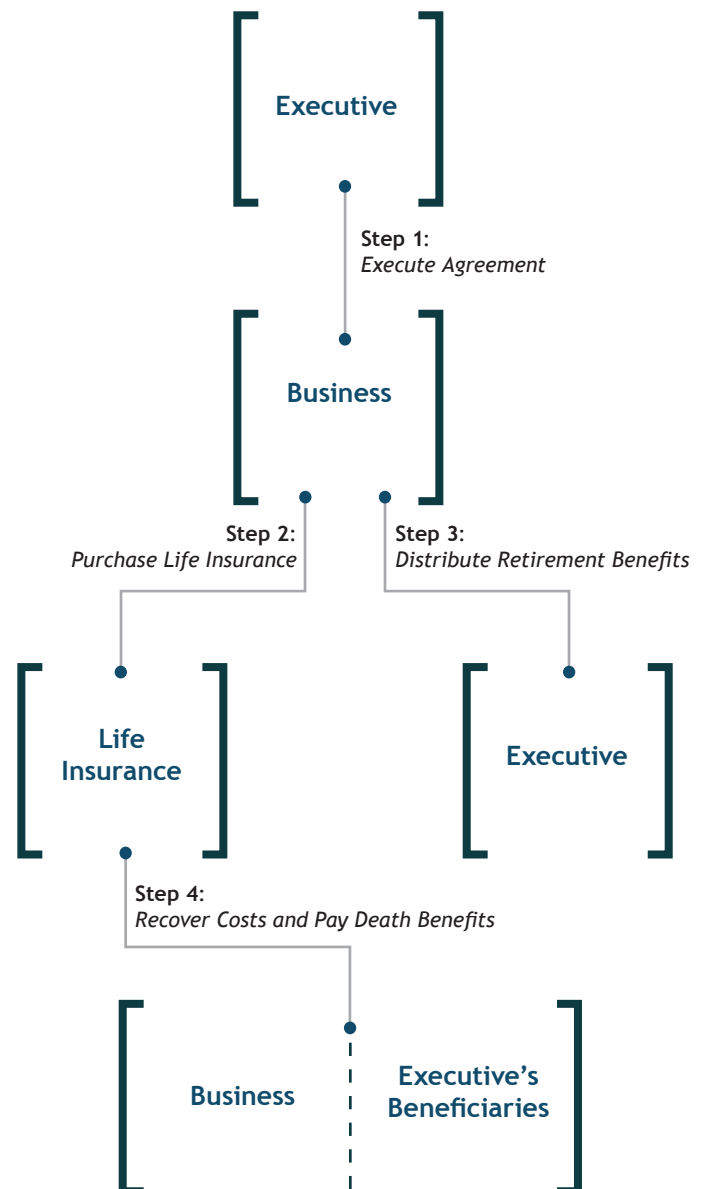 Executive
Step 1:
Execute Agreement
Business
Step 2:
Purchase Life Insurance
Step 3:
Distribute Retirement Benefits
Life
Insurance
Executive
Step 4:
Recover Costs and Pay Death Benefits
Business
Executive’s
Beneficiaries